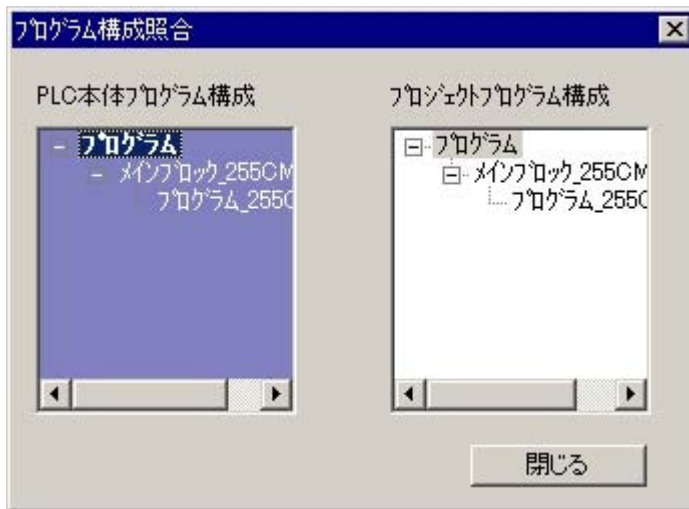 プログラム構成照合
PLC本体プログラム構成
プログラム
メインブロック_255CM
プログラム_255C
プロジェクトプログラム構成
プログラム
メインブロック_255CM
プログラム_255C
閉じる